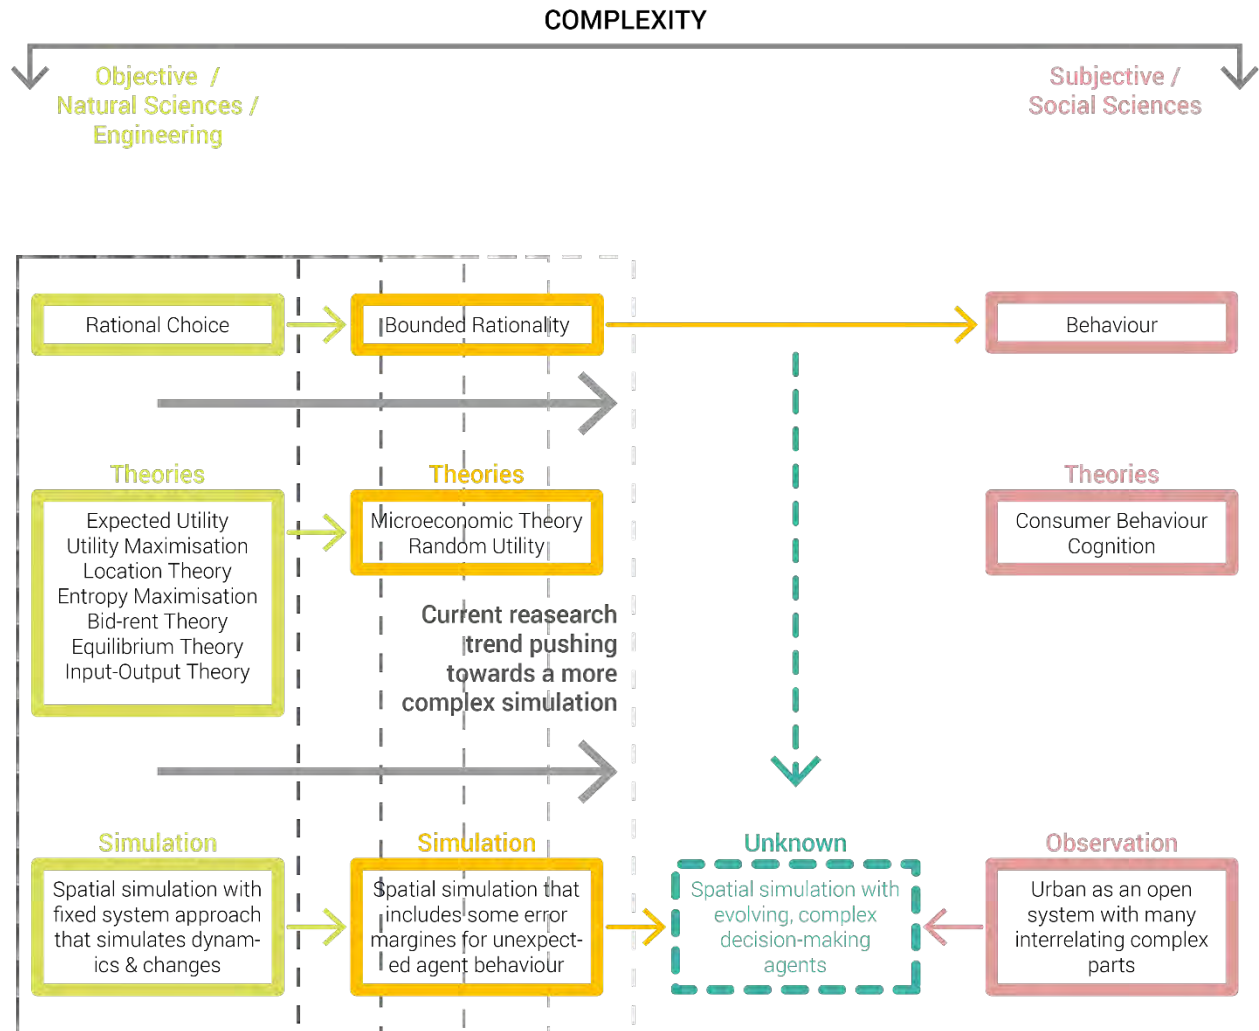 COMPLEXITY
Objective /
Natural Sciences /
Engineering
Subjective /
Social Sciences
Rational Choice
Bounded Rationality
Behaviour
Theories
Expected Utility
Utility Maximisation
Location Theory
Entropy Maximisation
Bid-rent Theory
Equilibrium Theory
Input-Output Theory
Theories
Microeconomic Theory
Random Utility
Theories
Consumer Behaviour
Cognition
Current reasearch
trend pushing
towards a more
complex simulation
Simulation
Spatial simulation with
fixed system approach
that simulates dynam-
ics & changes
Simulation
Spatial simulation that
includes some error
margines for unexpect-
ed agent behaviour
Unknown
Spatial simulation with
evolving, complex
decision-making
agents
Observation
Urban as an open
system with many
interrelating complex
parts